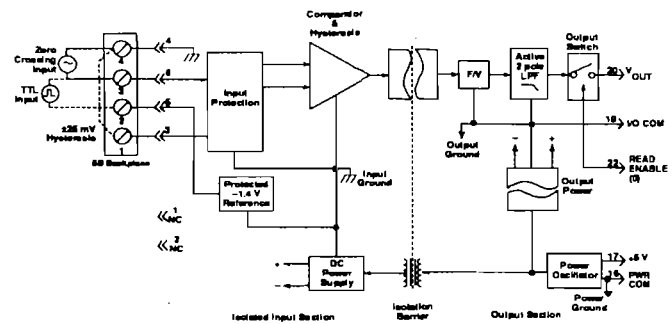 Comparator
&
Hysteresis
Zero
Crossing
Input
TTL
Input
±25 mV
Hysteresis
5B Backplane
4
3
2
1
4
5
6
3
Input
Protection
Protected
–1.4 V
Reference
1
NC
2
NC
Input
Ground
DC
Power
Supply
+
–
Isolated Input Section
Isolation
Barrier
F/V
Output
Ground
Active
2 pole
LPF
Output
Switch
20 VOUT
19 I/O COM
22 READ
ENABLE
(0)
–
+
Output
Power
Power
Oscillator
17 +5 V
16 PWR
COM
Power
Ground
Output Section